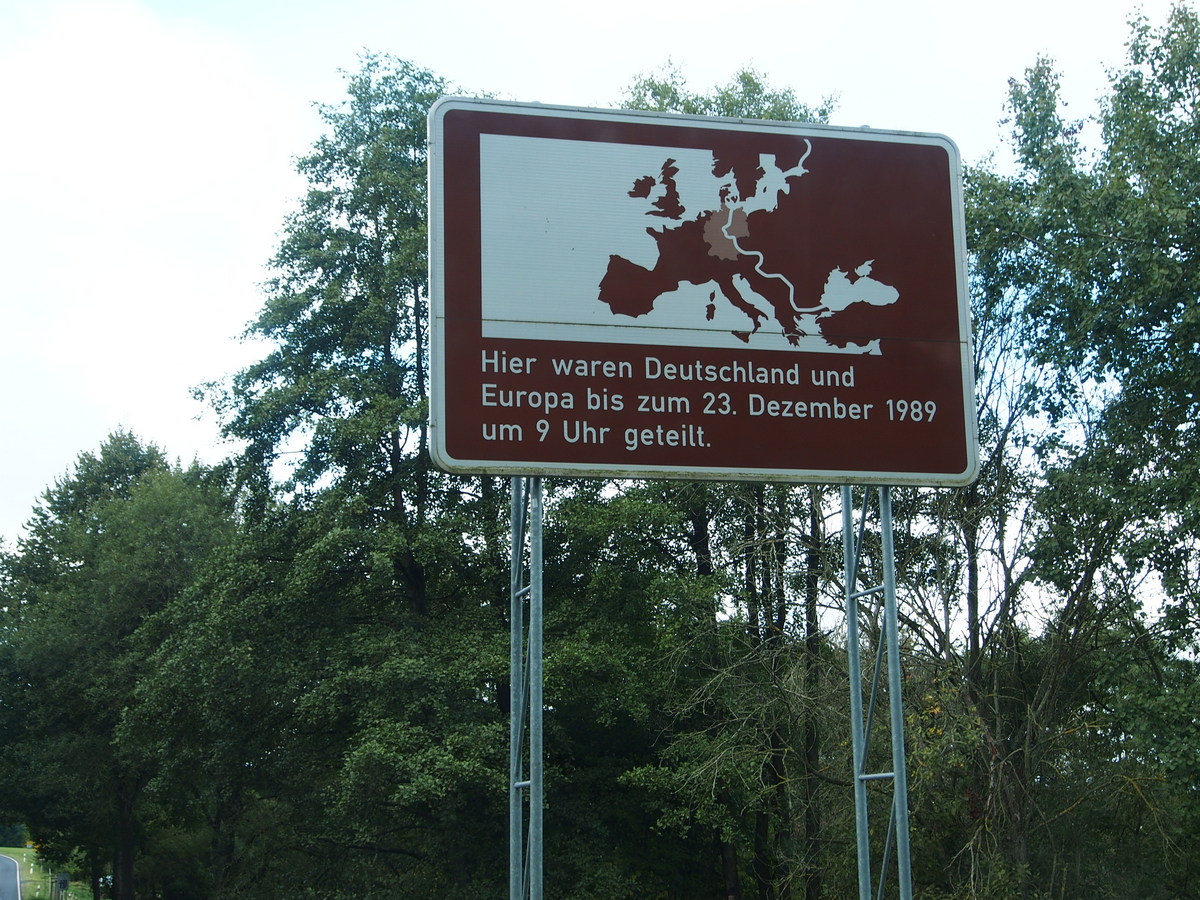 Hier waren Deutschland und
Europa bis zum 23. Dezember 1989
um 9 Uhr geteilt.